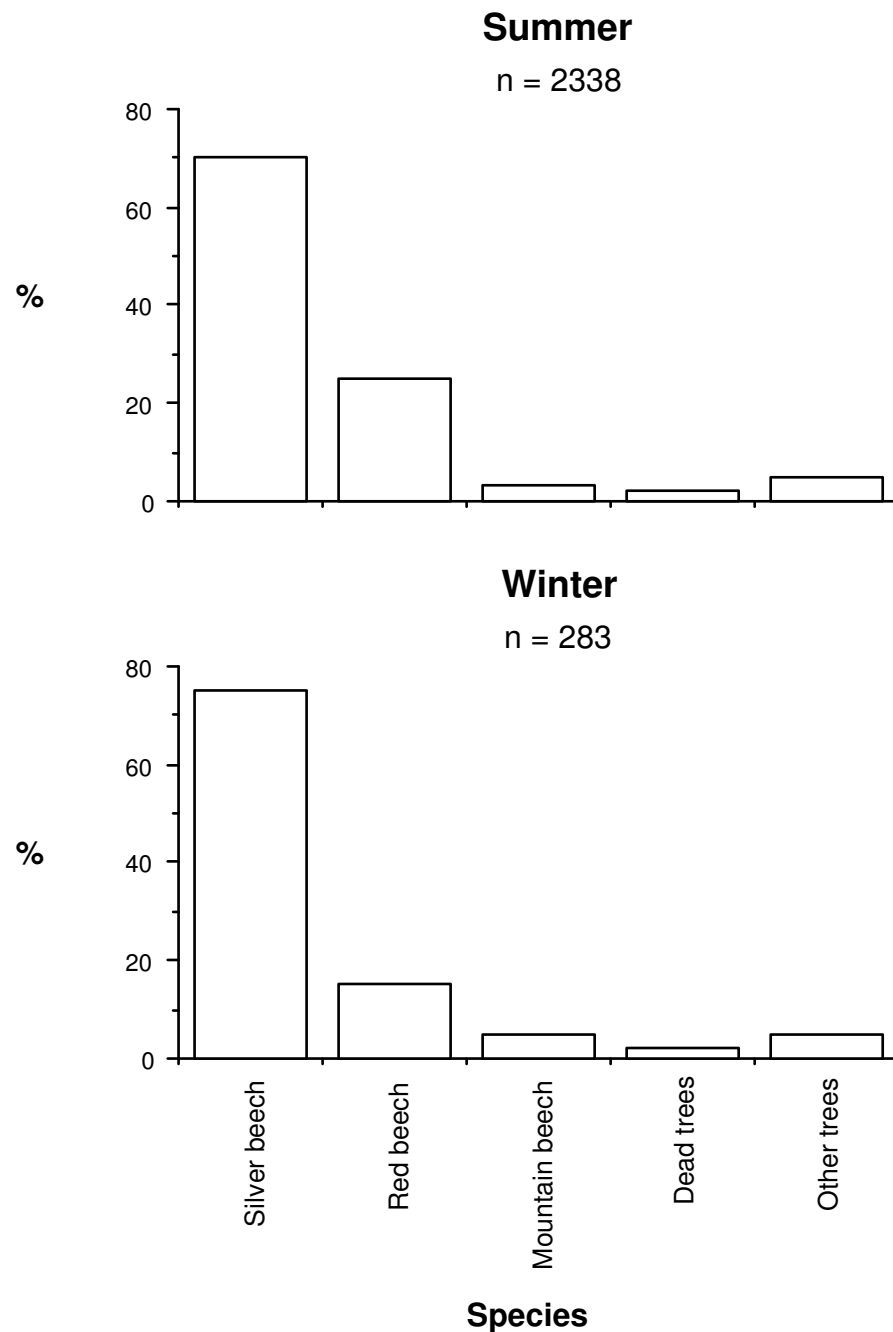 Summer
n = 2338
80
60
40
20
0
%
Winter
n = 283
80
60
40
20
0
%
Silver beech
Red beech
Mountain beech
Dead trees
Other trees
Species